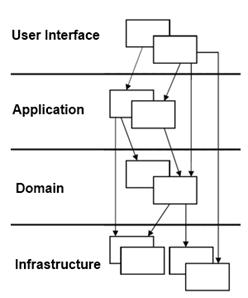 User Interface
Application
Domain
Infrastructure